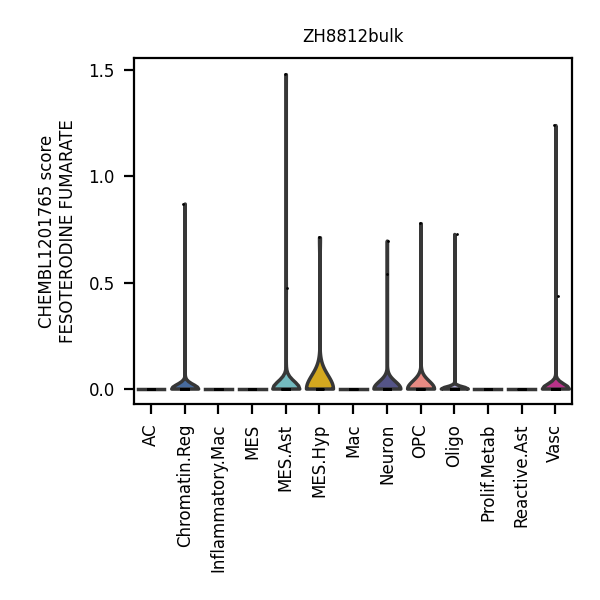 ZH8812bulk
CHEMBL1201765 score
FESOTERODINE FUMARATE
1.5
1.0
0.5
0.0
AC
Chromatin.Reg
Inflammatory.Mac
MES
MES.Ast
MES.Hyp
Mac
Neuron
OPC
Oligo
Prolif.Metab
Reactive.Ast
Vasc